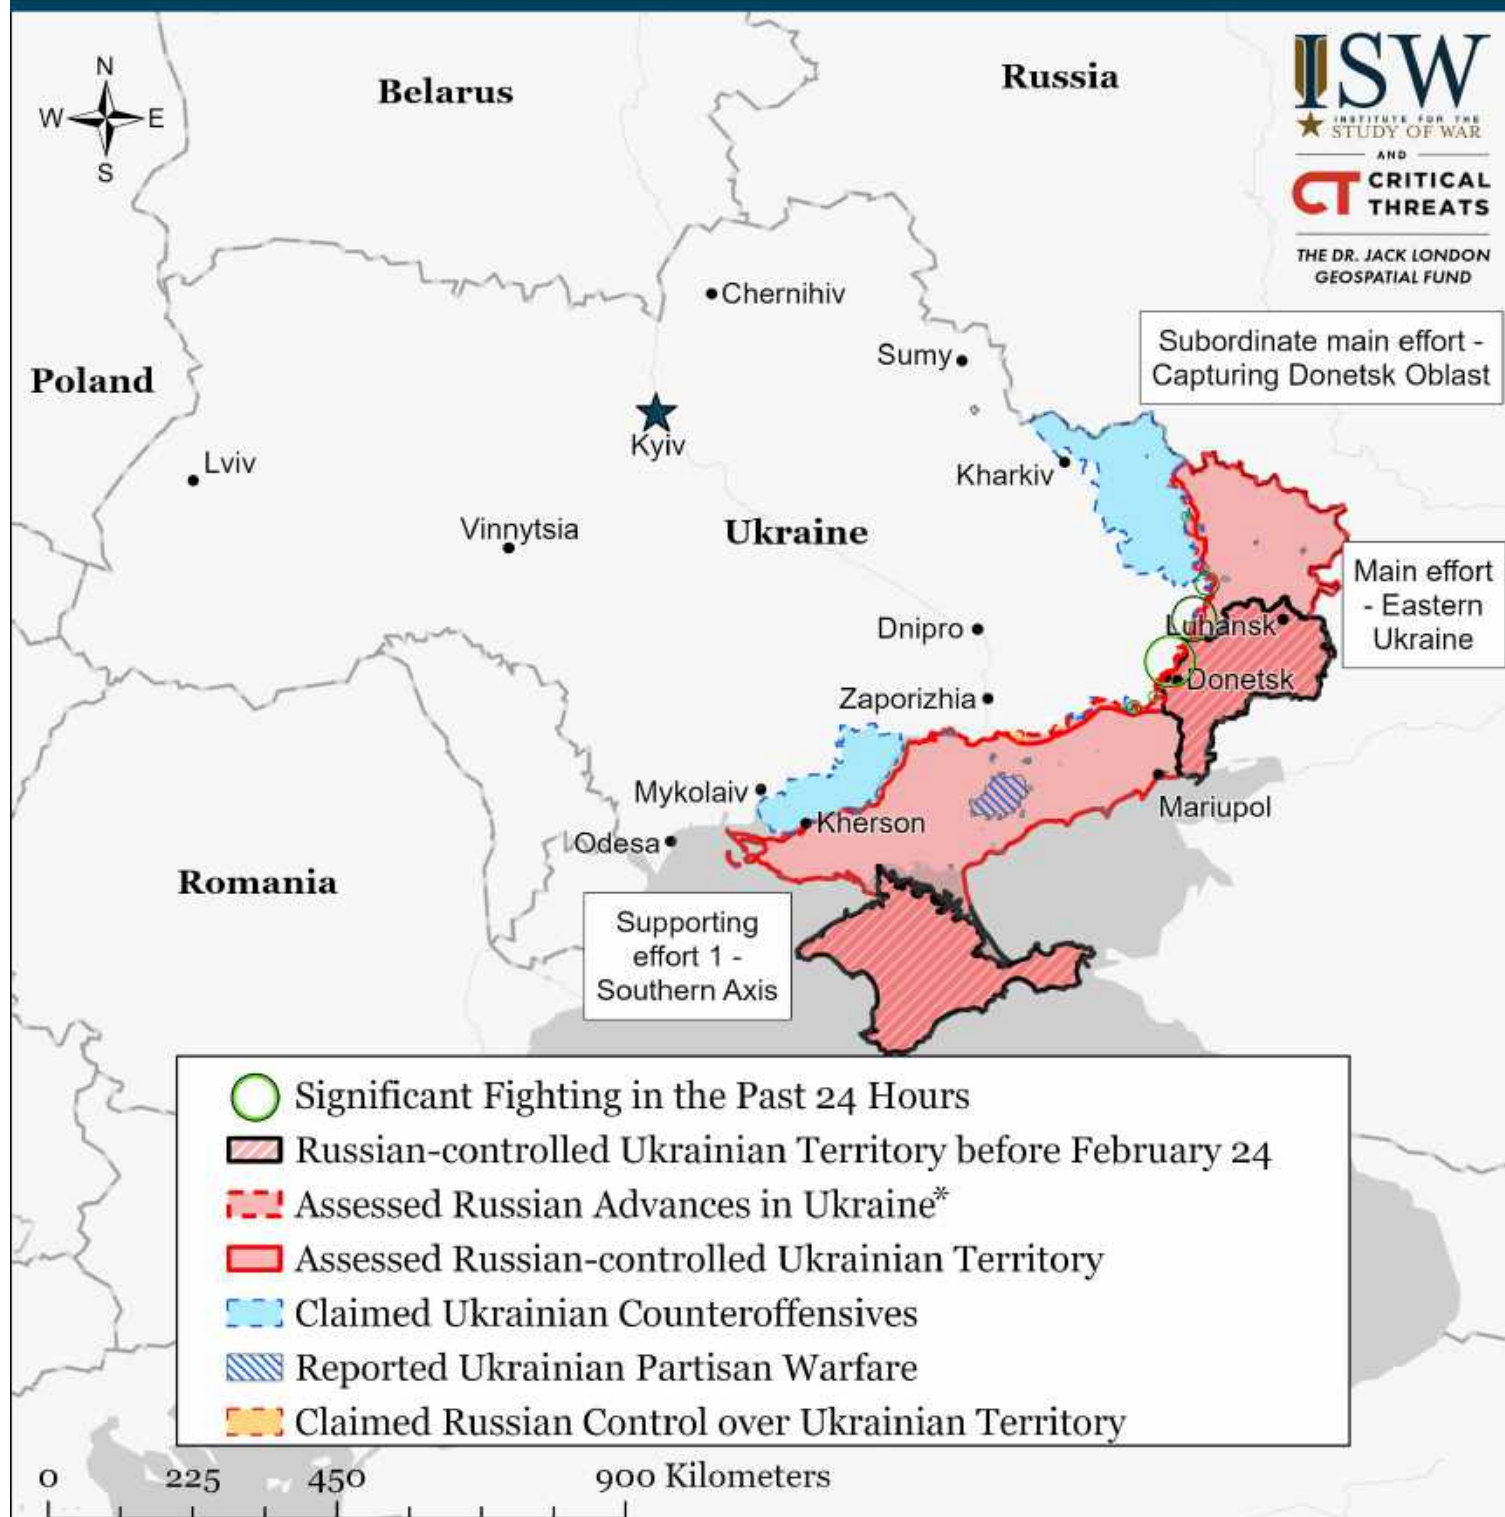 N
W
E
S
Belarus
Russia
ISW
INSTITUTE FOR THE
STUDY OF WAR
AND
CT CRITICAL
THREATS
THE DR. JACK LONDON
GEOSPATIAL FUND
Chernihiv
Subordinate main effort -
Capturing Donetsk Oblast
Sumy
Poland
Kyiv
Lviv
Kharkiv
Vinnytsia
Ukraine
Main effort
- Eastern
Ukraine
Dnipro
Luhansk
Donetsk
Zaporizhia
Mykolaiv
Mariupol
Kherson
Odesa
Romania
Supporting
effort 1 -
Southern Axis
Significant Fighting in the Past 24 Hours
Russian-controlled Ukrainian Territory before February 24
Assessed Russian Advances in Ukraine*
Assessed Russian-controlled Ukrainian Territory
Claimed Ukrainian Counteroffensives
Reported Ukrainian Partisan Warfare
Claimed Russian Control over Ukrainian Territory
0 225 450 900 Kilometers